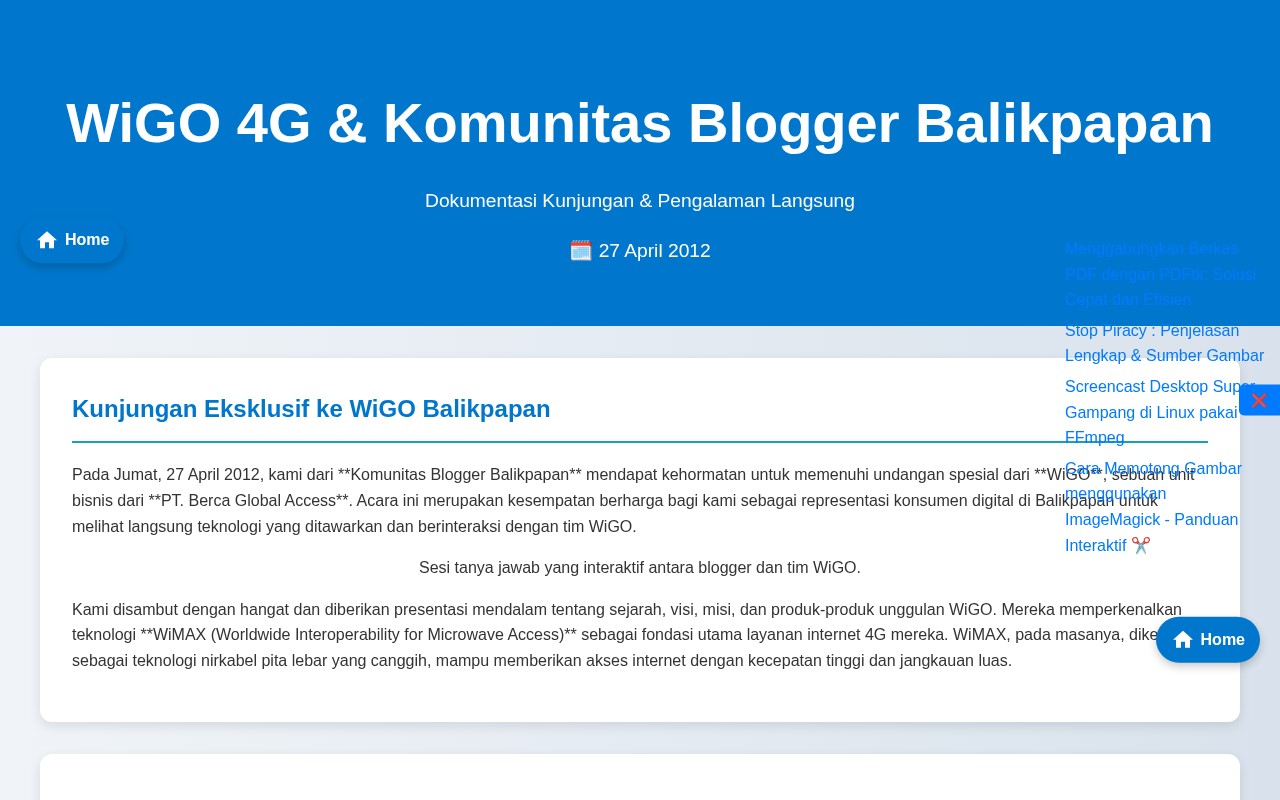 WiGO 4G & Komunitas Blogger Balikpapan
Dokumentasi Kunjungan & Pengalaman Langsung
🗓️ 27 April 2012
Home
Menggabungkan Berkas
PDF dengan PDFtk: Solusi
Cepat dan Efisien
Stop Piracy : Penjelasan
Lengkap & Sumber Gambar
Screencast Desktop Super
Gampang di Linux pakai
FFmpeg
Cara Memotong Gambar
menggunakan
ImageMagick - Panduan
Interaktif ✂️
Kunjungan Eksklusif ke WiGO Balikpapan
Pada Jumat, 27 April 2012, kami dari **Komunitas Blogger Balikpapan** mendapat kehormatan untuk memenuhi undangan spesial dari **WiGO**, sebuah unit
bisnis dari **PT. Berca Global Access**. Acara ini merupakan kesempatan berharga bagi kami sebagai representasi konsumen digital di Balikpapan untuk
melihat langsung teknologi yang ditawarkan dan berinteraksi dengan tim WiGO.
Sesi tanya jawab yang interaktif antara blogger dan tim WiGO.
Kami disambut dengan hangat dan diberikan presentasi mendalam tentang sejarah, visi, misi, dan produk-produk unggulan WiGO. Mereka memperkenalkan
teknologi **WiMAX (Worldwide Interoperability for Microwave Access)** sebagai fondasi utama layanan internet 4G mereka. WiMAX, pada masanya,
sebagai teknologi nirkabel pita lebar yang canggih, mampu memberikan akses internet dengan kecepatan tinggi dan jangkauan luas.
Home